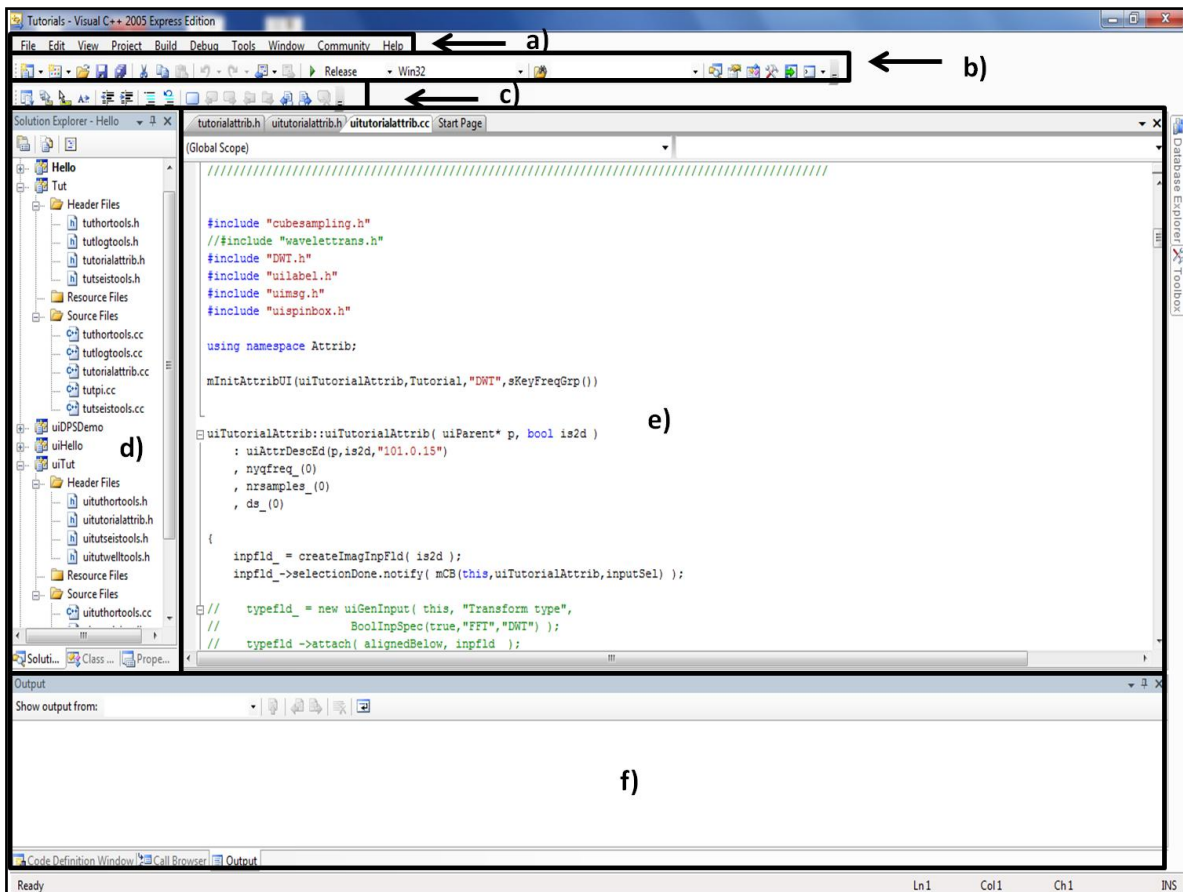 Tutorials - Visual C++ 2005 Express Edition
File Edit View Project Build Debug Tools Window Community Help
a)
Release Win32
b)
c)
Solution Explorer - Hello
Hello
Tut
Header Files
tuthortools.h
tutlogtools.h
tutorialattrib.h
tutseistools.h
Resource Files
Source Files
tuthortools.cc
tutlogtools.cc
tutorialattrib.cc
tutpi.cc
tutseistools.cc
uiDPSDemo
uiHello
d)
uiTut
Header Files
uituthortools.h
uitutorialattrib.h
uitutseistools.h
uitutwelltools.h
Resource Files
Source Files
uituthortools.cc
Soluti... Class ... Prope...
tutorialattrib.h uitutorialattrib.h uitutorialattrib.cc Start Page
(Global Scope)
////////////////////////////////////////////////////////////////////////////////////////////////
#include "cubesampling.h"
//#include "wavelettrans.h"
#include "DWT.h"
#include "uilabel.h"
#include "uimsg.h"
#include "uispinbox.h"
using namespace Attrib;
mInitAttribUI(uiTutorialAttrib,Tutorial,"DWT",sKeyFreqGrp())
e)
uiTutorialAttrib::uiTutorialAttrib( uiParent* p, bool is2d )
: uiAttrDescEd(p,is2d,"101.0.15")
, nyqfreq_(0)
, nrsamples_(0)
, ds_(0)
{
inpfld_ = createImagInpFld( is2d );
inpfld_->selectionDone.notify( mCB(this,uiTutorialAttrib,inputSel) );
// typefld_ = new uiGenInput( this, "Transform type",
// BoolInpSpec(true,"FFT","DWT") );
// typefld ->attach( alignedBelow, inpfld );
Database Explorer
Toolbox
Output
Show output from:
f)
Code Definition Window Call Browser Output
Ready Ln 1 Col 1 Ch 1 INS